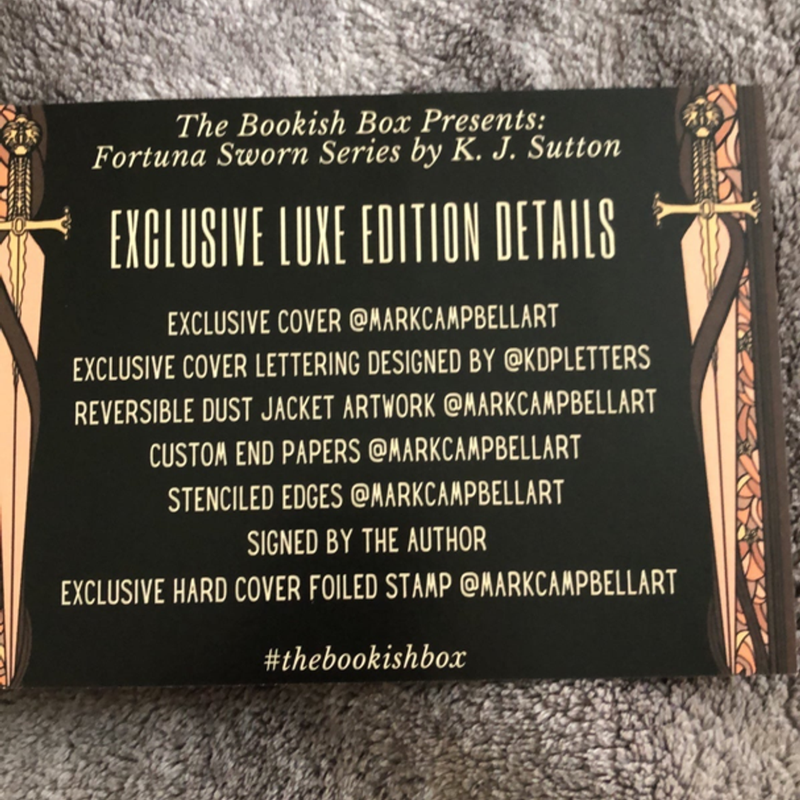 The Bookish Box Presents:
Fortuna Sworn Series by K. J. Sutton
EXCLUSIVE LUXE EDITION DETAILS
EXCLUSIVE COVER @MARKCAMPBELLART
EXCLUSIVE COVER LETTERING DESIGNED BY @KDPLETTERS
REVERSIBLE DUST JACKET ARTWORK @MARKCAMPBELLART
CUSTOM END PAPERS @MARKCAMPBELLART
STENCILED EDGES @MARKCAMPBELLART
SIGNED BY THE AUTHOR
EXCLUSIVE HARD COVER FOILED STAMP @MARKCAMPBELLART
#thebookishbox